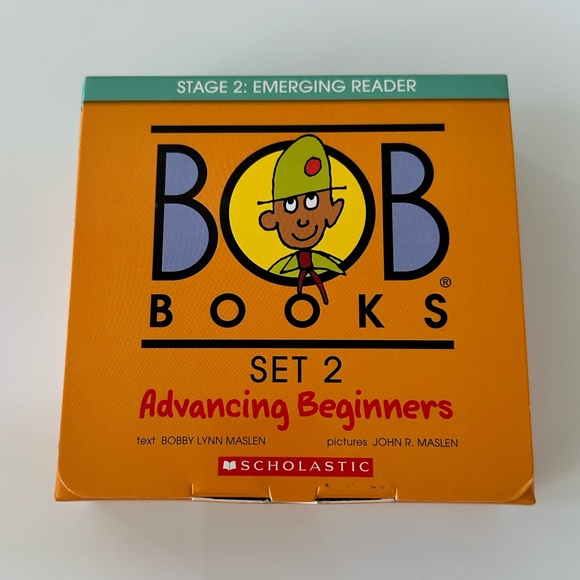 STAGE 2: EMERGING READER
BOB
BOOKS®
SET 2
Advancing Beginners
text BOBBY LYNN MASLEN pictures JOHN R. MASLEN
SCHOLASTIC